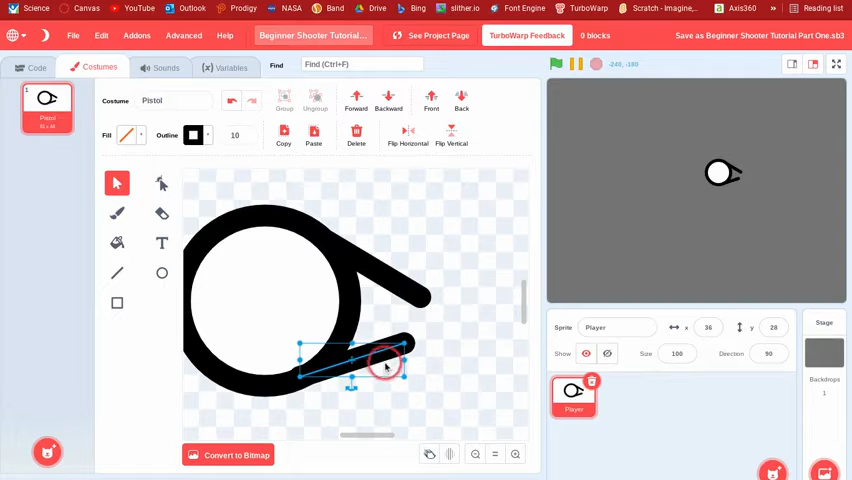 Science Canvas YouTube Outlook Font Engine Band Drive Bing slither.io NASA TurboWarp Scratch - Imagine,... Axis360 Reading list
File Edit Addons Advanced Help Beginner Shooter Tutorial... See Project Page TurboWarp Feedback 0 blocks Save as Beginner Shooter Tutorial Part One.sb3
Code Costumes Sounds Variables Find Find (Ctrl+F) -240, -180
1
Pistol
Costume Pistol Group Ungroup Forward Backward Front Back
Fill Outline 10 Copy Paste Delete Flip Horizontal Flip Vertical
Convert to Bitmap
Sprite Player x 36 y 28
Show Size 100 Direction 90
Player
Stage
Backdrops
1